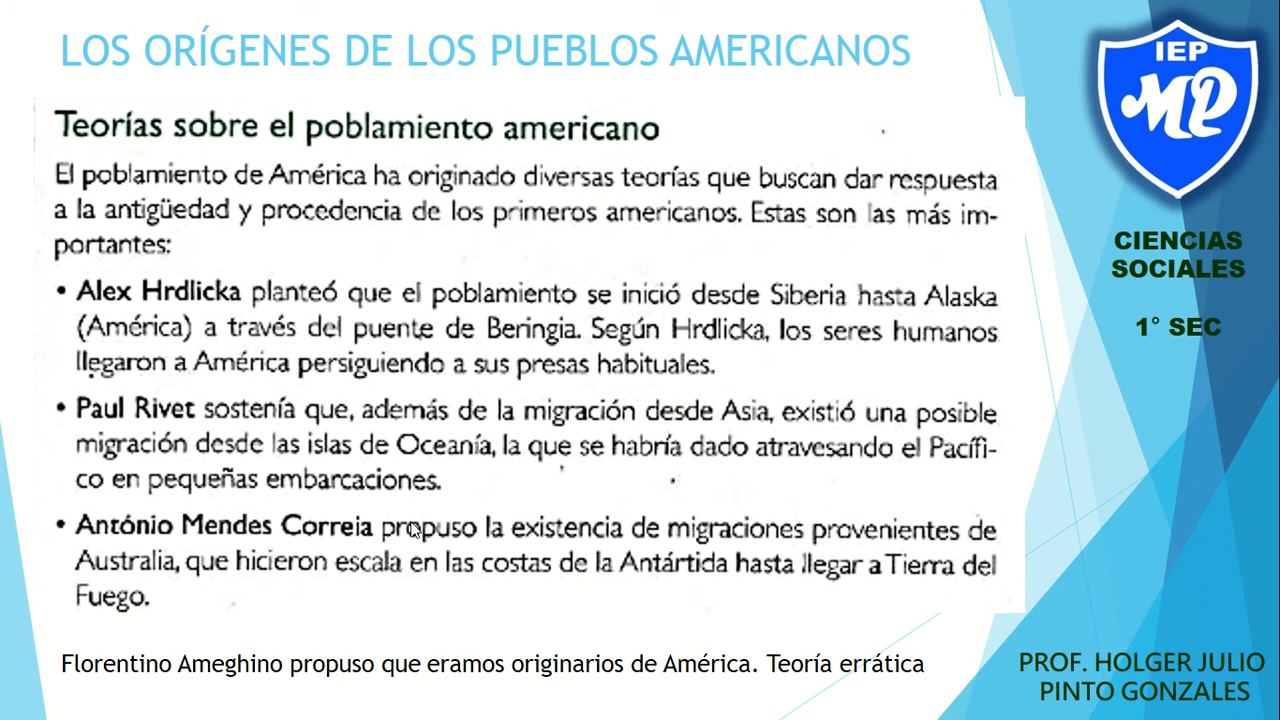 LOS ORÍGENES DE LOS PUEBLOS AMERICANOS
Teorías sobre el poblamiento americano
El poblamiento de América ha originado diversas teorías que buscan dar respuesta
a la antigüedad y procedencia de los primeros americanos. Estas son las más im-
portantes:
• Alex Hrdlicka planteó que el poblamiento se inició desde Siberia hasta Alaska
(América) a través del puente de Beringia. Según Hrdlicka, los seres humanos
llegaron a América persiguiendo a sus presas habituales.
• Paul Rivet sostenía que, además de la migración desde Asia, existió una posible
migración desde las islas de Oceanía, la que se habría dado atravesando el Pacífi-
co en pequeñas embarcaciones.
• António Mendes Correia propuso la existencia de migraciones provenientes de
Australia, que hicieron escala en las costas de la Antártida hasta llegar a Tierra del
Fuego.
Florentino Ameghino propuso que eramos originarios de América. Teoría errática
IEP
MP
CIENCIAS
SOCIALES
1° SEC
PROF. HOLGER JULIO
PINTO GONZALES